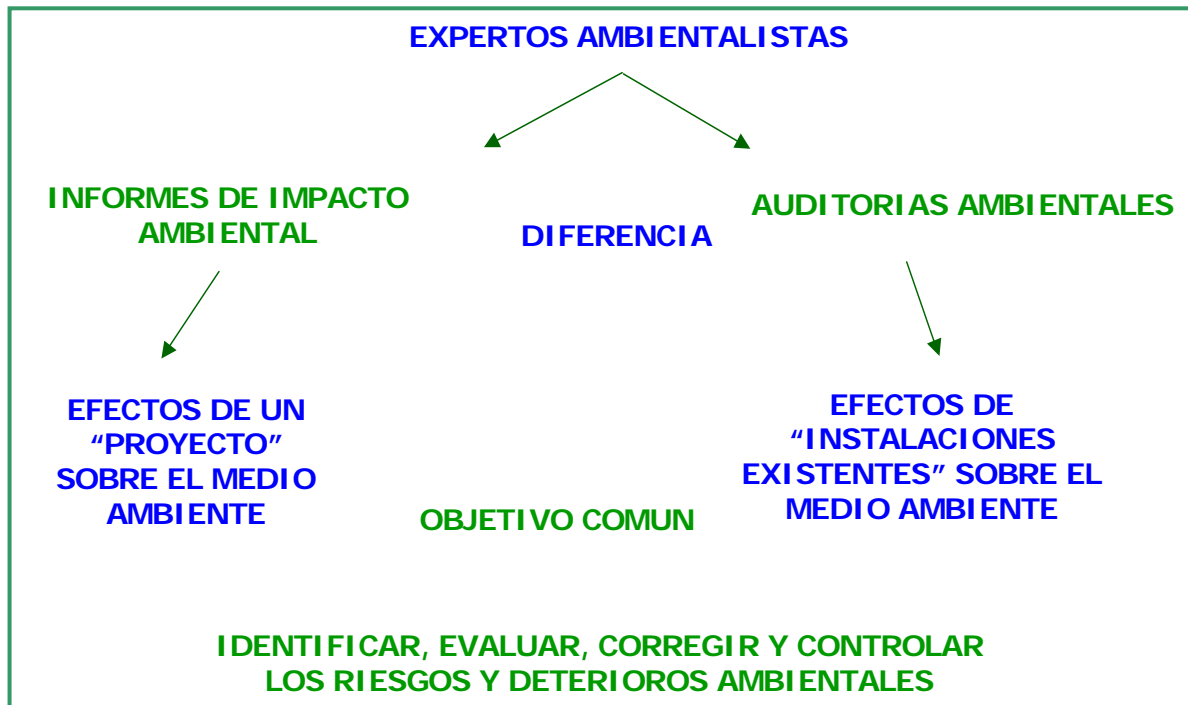 EXPERTOS AMBIENTALISTAS
INFORMES DE IMPACTO
AMBIENTAL
DIFERENCIA
AUDITORIAS AMBIENTALES
EFECTOS DE UN
“PROYECTO”
SOBRE EL MEDIO
AMBIENTE
EFECTOS DE
“INSTALACIONES
EXISTENTES” SOBRE EL
MEDIO AMBIENTE
OBJETIVO COMUN
IDENTIFICAR, EVALUAR, CORREGIR Y CONTROLAR
LOS RIESGOS Y DETERIOROS AMBIENTALES